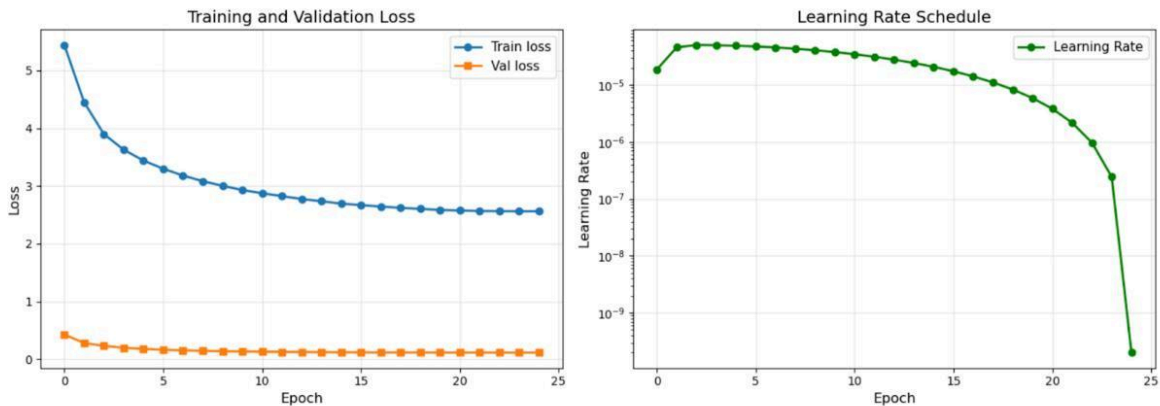 Training and Validation Loss
Train loss
Val loss
5
4
3
2
1
0
Loss
0
5
10
15
20
25
Epoch
Learning Rate Schedule
Learning Rate
10⁻⁵
10⁻⁶
10⁻⁷
10⁻⁸
10⁻⁹
Learning Rate
0
5
10
15
20
25
Epoch